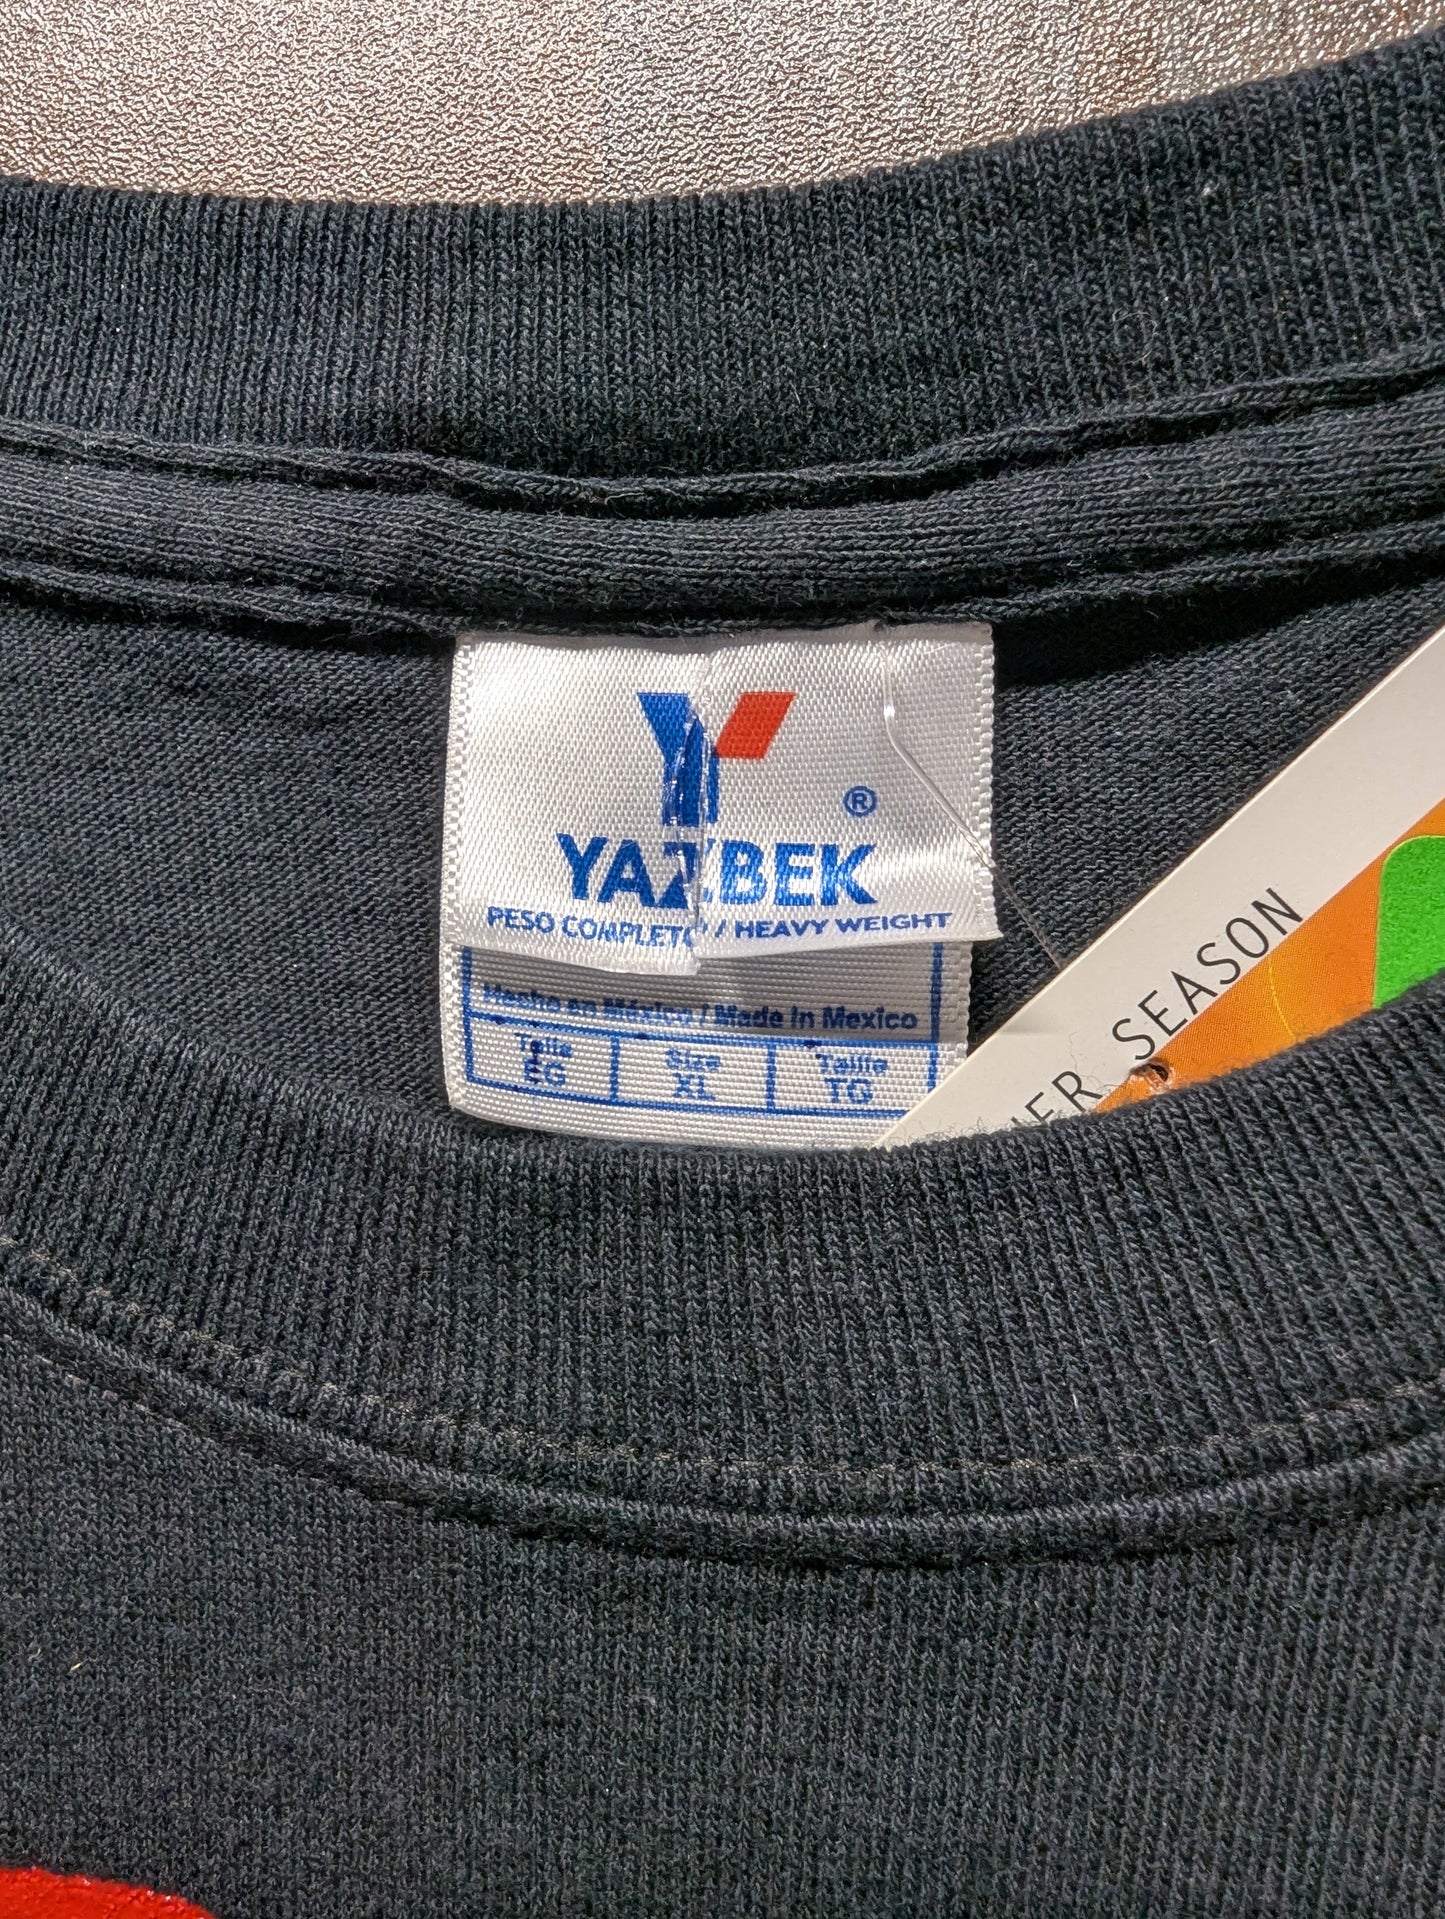 ®
YAZBEK
PESO COMPLETO / HEAVY WEIGHT
Hecho en México / Made In Mexico
Talla Size Taille
EG XL TG
SEASON